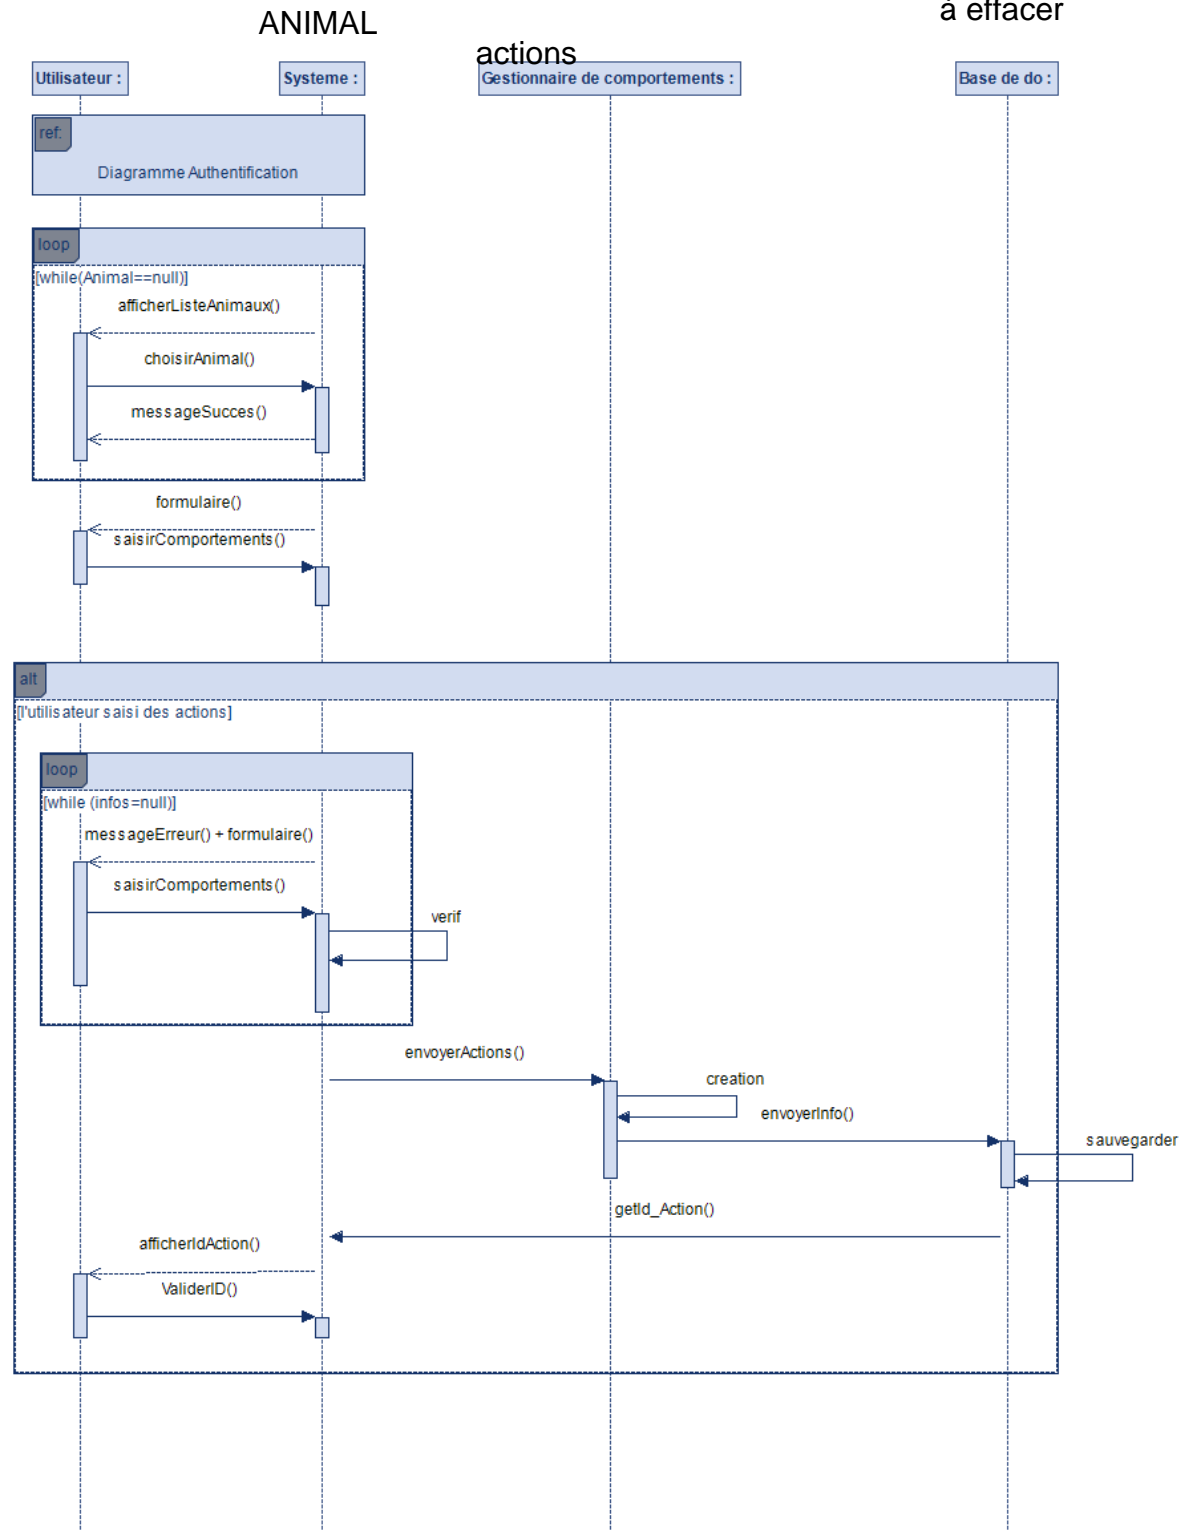 à effacer
ANIMAL
actions
Utilisateur :
Systeme :
Gestionnaire de comportements :
Base de do :
ref:
Diagramme Authentification
loop
[while(Animal==null)]
afficherListeAnimaux()
choisirAnimal()
messageSucces()
formulaire()
saisirComportements()
alt
[l'utilisateur saisi des actions]
loop
[while (infos=null)]
messageErreur() + formulaire()
saisirComportements()
verif
envoyerActions()
creation
envoyerInfo()
sauvegarder
getId_Action()
afficherIdAction()
ValiderID()